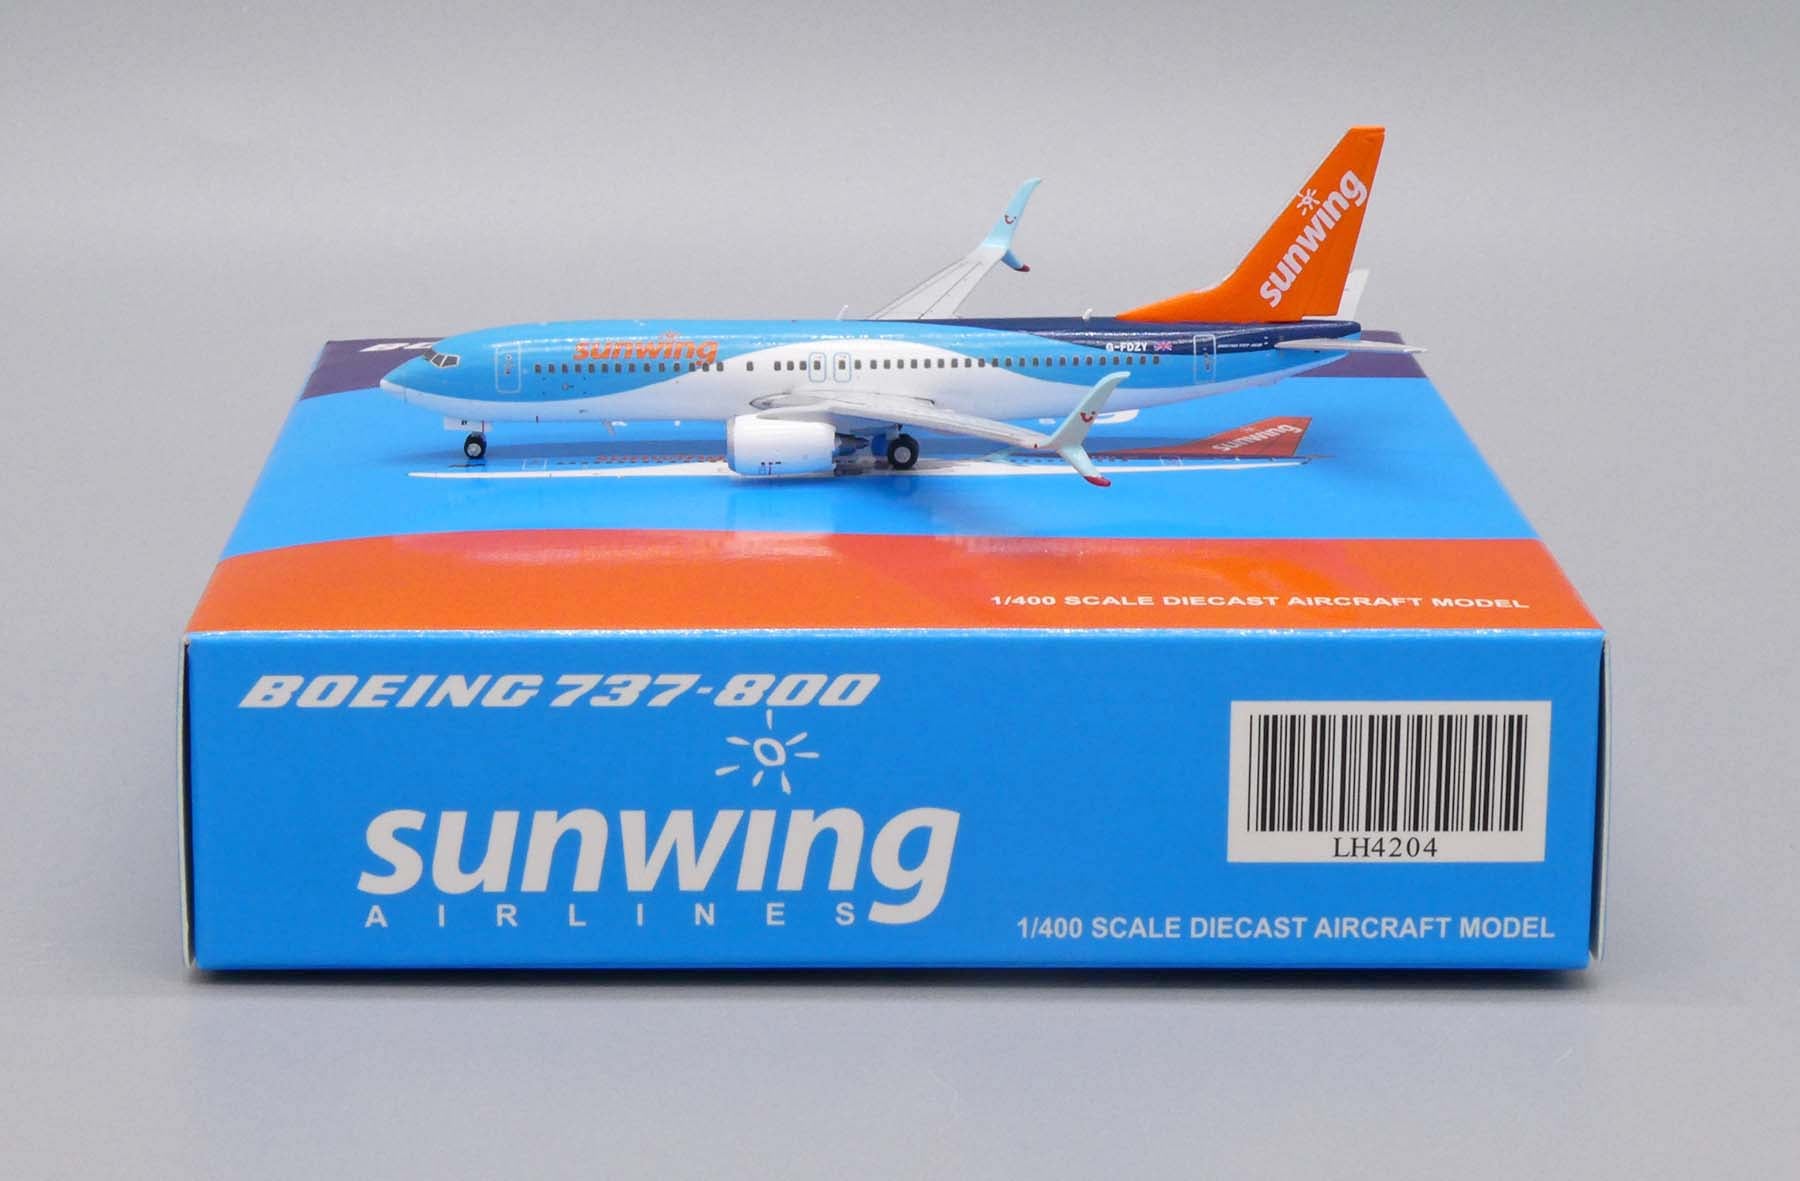 sunwing
sunwing
G-FDZY
sunwing
1/400 SCALE DIECAST AIRCRAFT MODEL
BOEING 737-800
sunwing
AIRLINES
LH4204
1/400 SCALE DIECAST AIRCRAFT MODEL